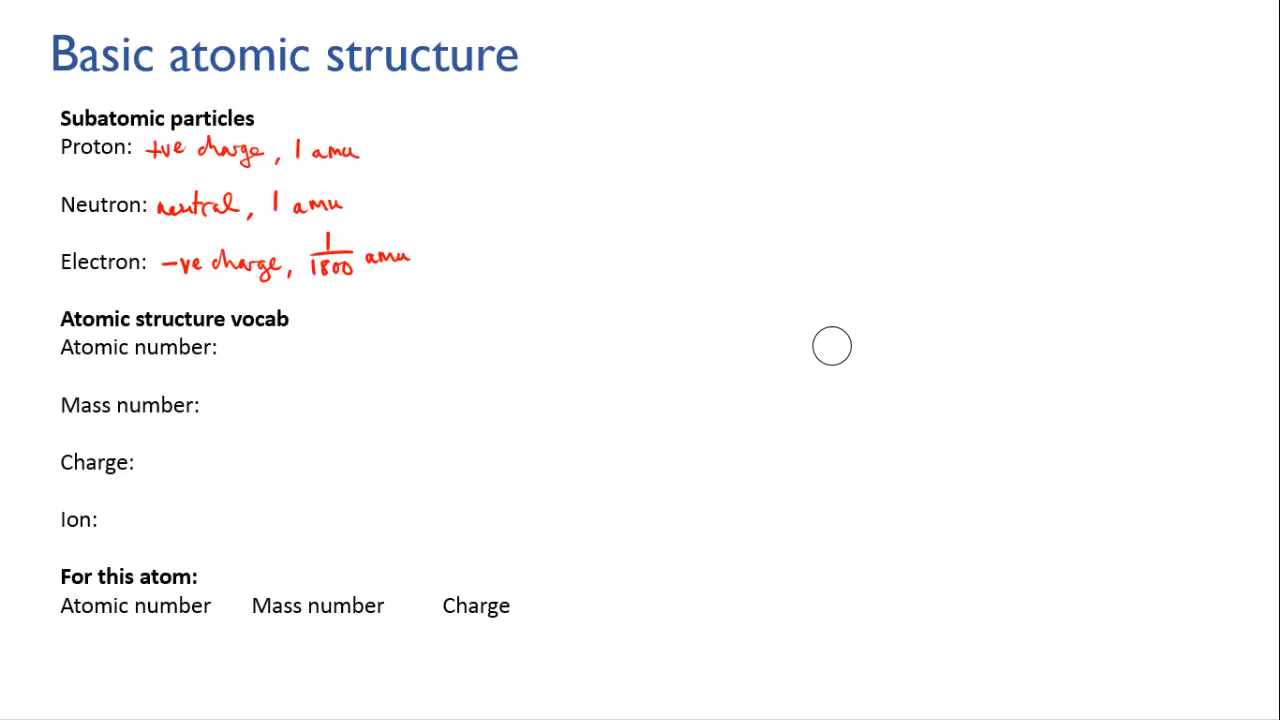 Basic atomic structure
Subatomic particles
Proton: +ve charge, 1 amu
Neutron: neutral, 1 amu
Electron: -ve charge, 1/1800 amu
Atomic structure vocab
Atomic number:
Mass number:
Charge:
Ion:
For this atom:
Atomic number Mass number Charge